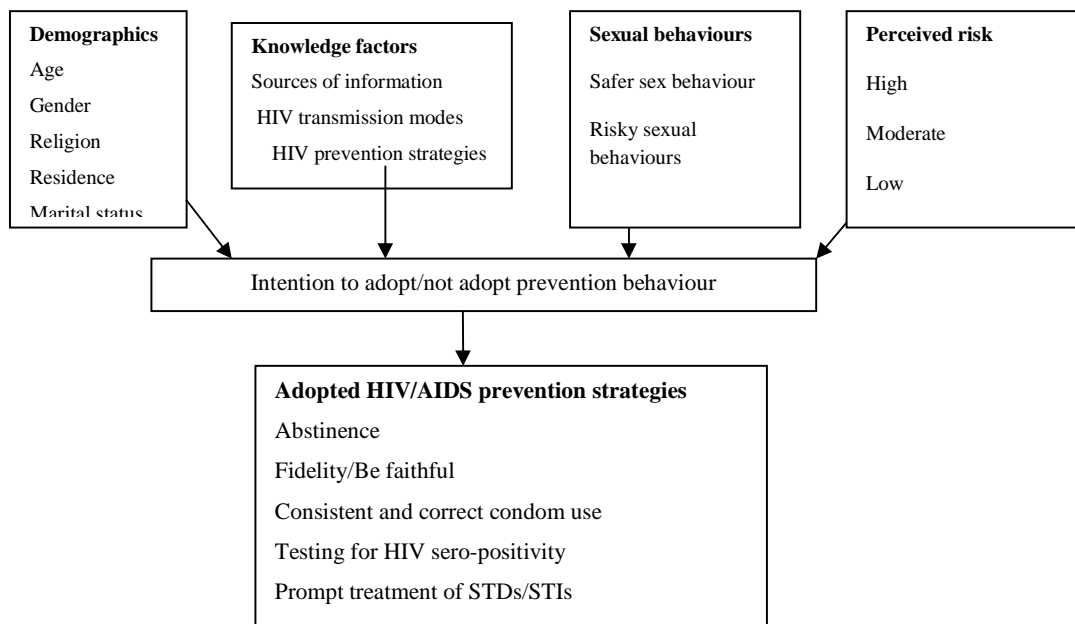 Demographics
Age
Gender
Religion
Residence
Marital status
Knowledge factors
Sources of information
HIV transmission modes
HIV prevention strategies
Sexual behaviours
Safer sex behaviour
Risky sexual
behaviours
Perceived risk
High
Moderate
Low
Intention to adopt/not adopt prevention behaviour
Adopted HIV/AIDS prevention strategies
Abstinence
Fidelity/Be faithful
Consistent and correct condom use
Testing for HIV sero-positivity
Prompt treatment of STDs/STIs